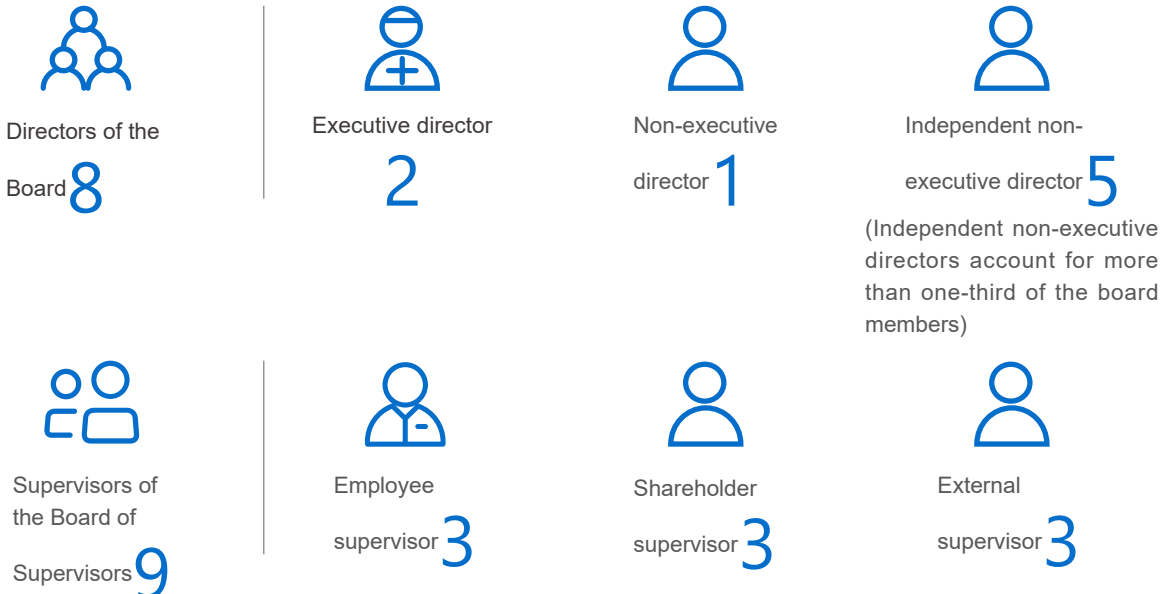 Directors of the
Board 8
Executive director
2
Non-executive
director 1
Independent non-
executive director 5
(Independent non-executive
directors account for more
than one-third of the board
members)
Supervisors of
the Board of
Supervisors 9
Employee
supervisor 3
Shareholder
supervisor 3
External
supervisor 3